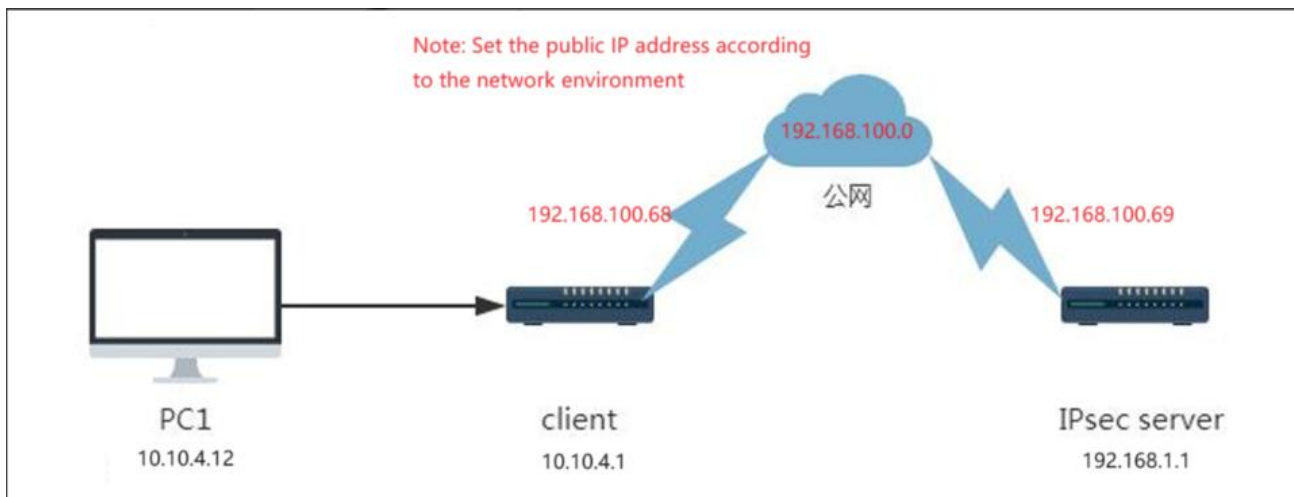 Note: Set the public IP address according
to the network environment
192.168.100.0
公网
192.168.100.68
192.168.100.69
PC1
10.10.4.12
client
10.10.4.1
IPsec server
192.168.1.1